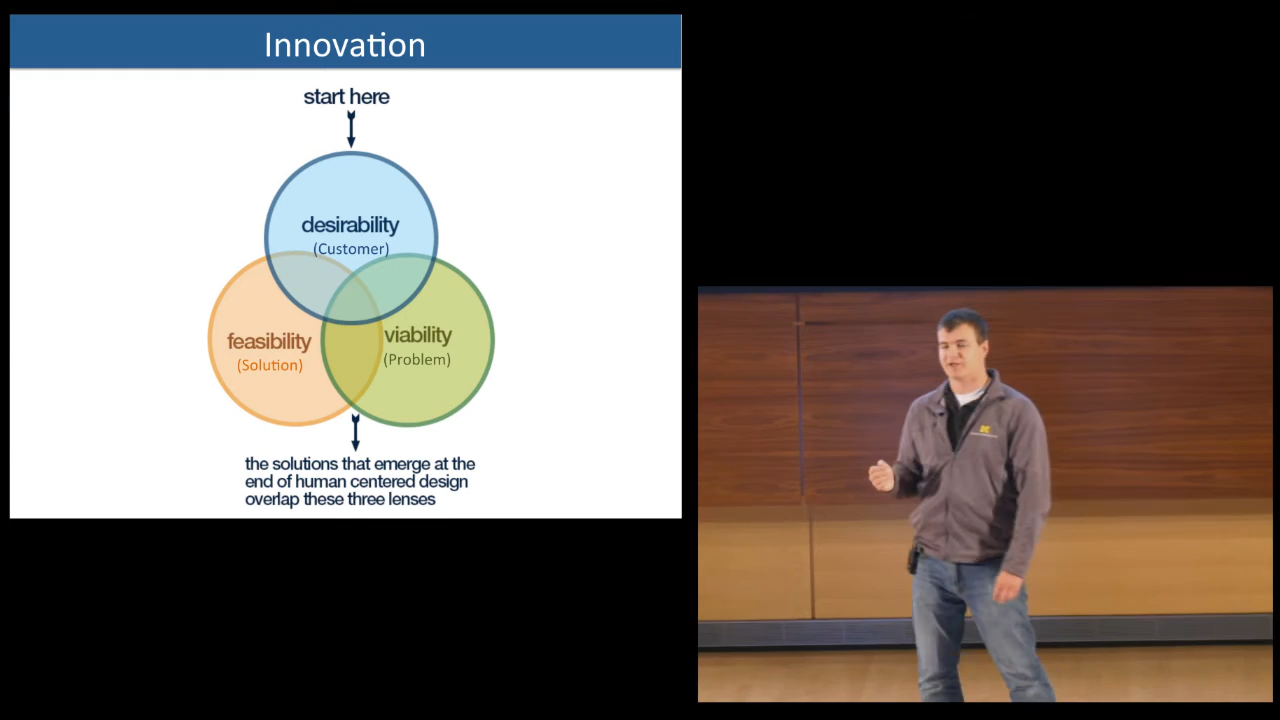 Innovation
start here
desirability
(Customer)
feasibility
(Solution)
viability
(Problem)
the solutions that emerge at the
end of human centered design
overlap these three lenses